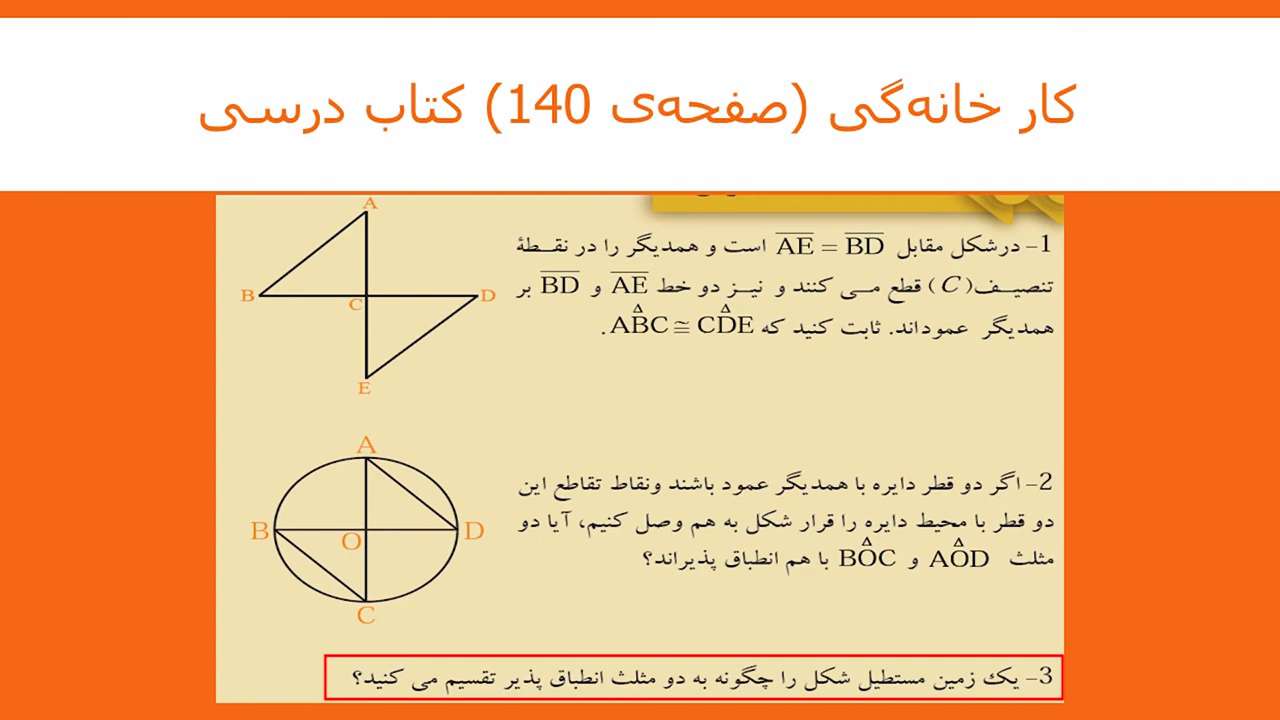 کار خانه‌گی (صفحه‌ی 140) کتاب درسی
1- درشکل مقابل AE = BD است و همدیگر را در نقــطۀ
تنصیــف(C) قطع مــی کنند و نیــز دو خط AE و BD بر
همدیگر عموداند. ثابت کنید که ABC ≅ CDE.
A
B
C
D
E
2- اگر دو قطر دایره با همدیگر عمود باشند ونقاط تقاطع این
دو قطر با محیط دایره را قرار شکل به هم وصل کنیم، آیا دو
مثلث AOD و BOC با هم انطباق پذیراند؟
A
B
O
D
C
3- یک زمین مستطیل شکل را چگونه به دو مثلث انطباق پذیر تقسیم می کنید؟